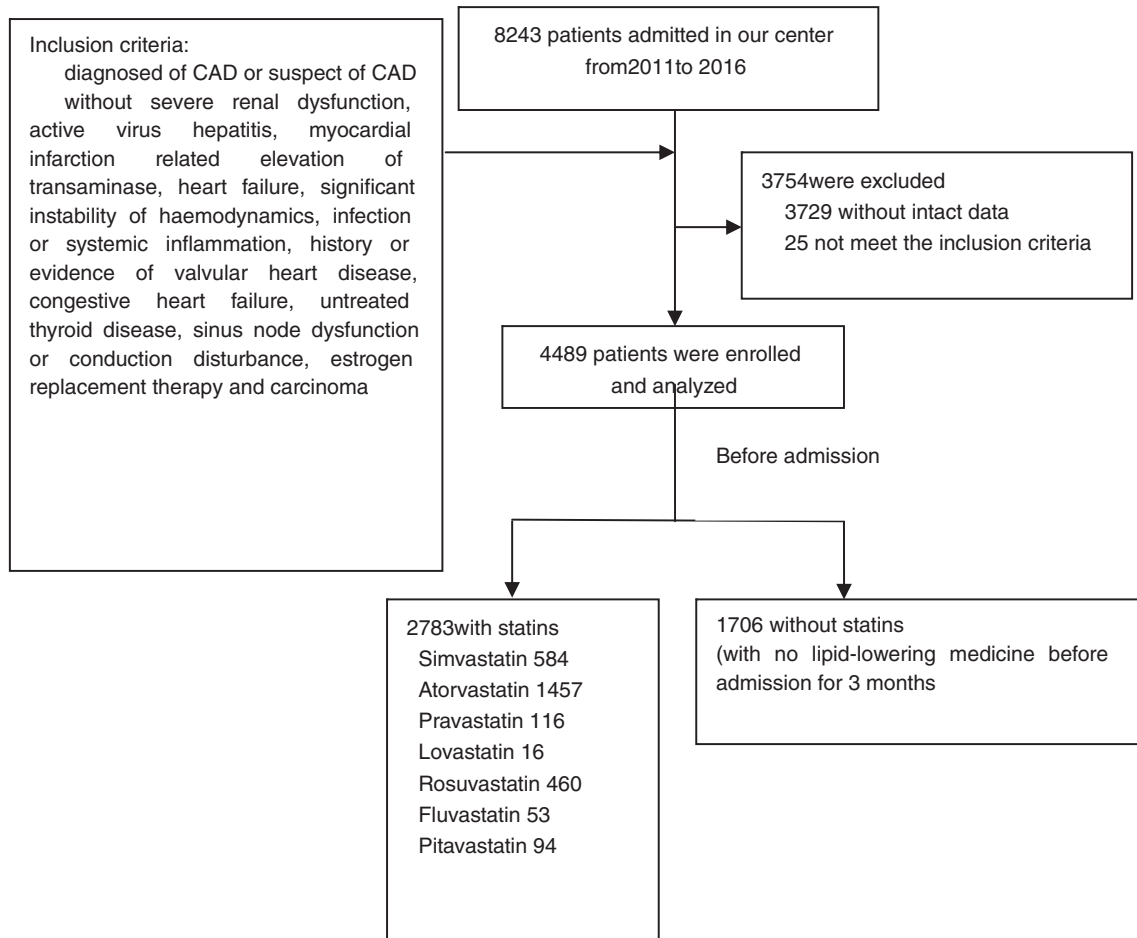 8243 patients admitted in our center
from2011to 2016
Inclusion criteria:
diagnosed of CAD or suspect of CAD
without severe renal dysfunction,
active virus hepatitis, myocardial
infarction related elevation of
transaminase, heart failure, significant
instability of haemodynamics, infection
or systemic inflammation, history or
evidence of valvular heart disease,
congestive heart failure, untreated
thyroid disease, sinus node dysfunction
or conduction disturbance, estrogen
replacement therapy and carcinoma
3754were excluded
3729 without intact data
25 not meet the inclusion criteria
4489 patients were enrolled
and analyzed
Before admission
2783with statins
Simvastatin 584
Atorvastatin 1457
Pravastatin 116
Lovastatin 16
Rosuvastatin 460
Fluvastatin 53
Pitavastatin 94
1706 without statins
(with no lipid-lowering medicine before
admission for 3 months